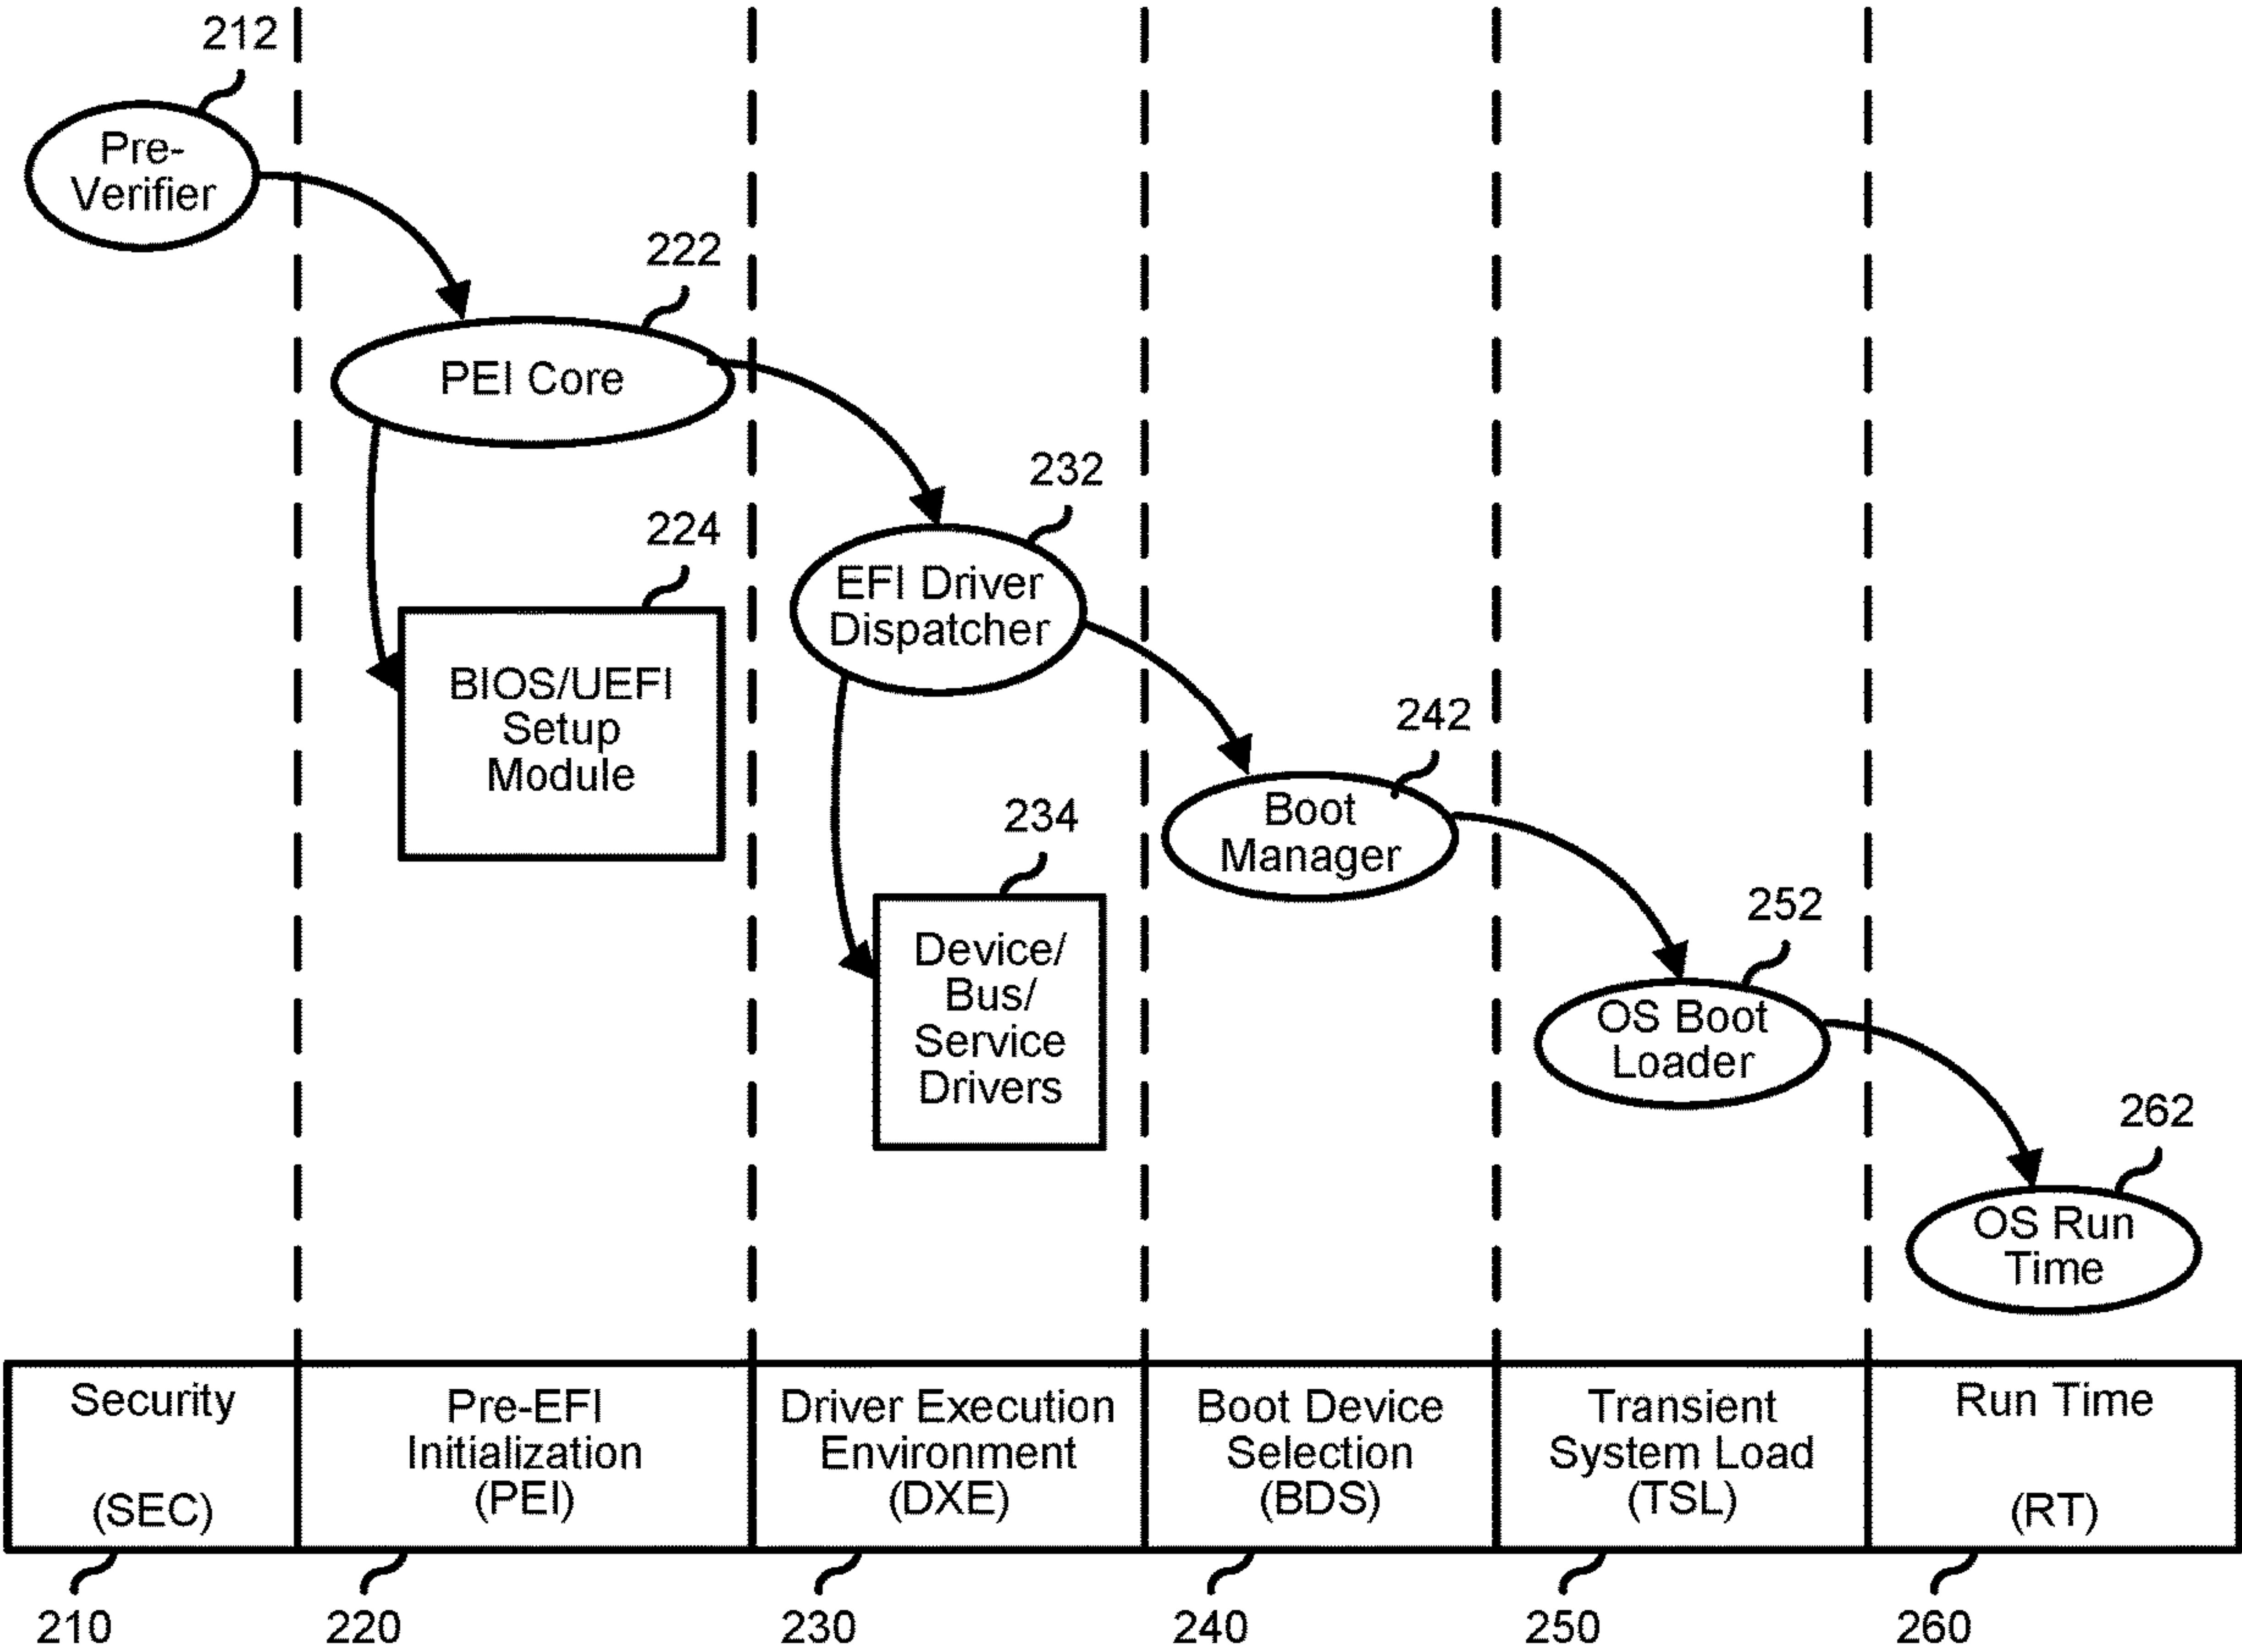 212
Pre-
Verifier
222
PEI Core
224
BIOS/UEFI
Setup
Module
232
EFI Driver
Dispatcher
234
Device/
Bus/
Service
Drivers
242
Boot
Manager
252
OS Boot
Loader
262
OS Run
Time
Security
(SEC)
Pre-EFI
Initialization
(PEI)
Driver Execution
Environment
(DXE)
Boot Device
Selection
(BDS)
Transient
System Load
(TSL)
Run Time
(RT)
210
220
230
240
250
260